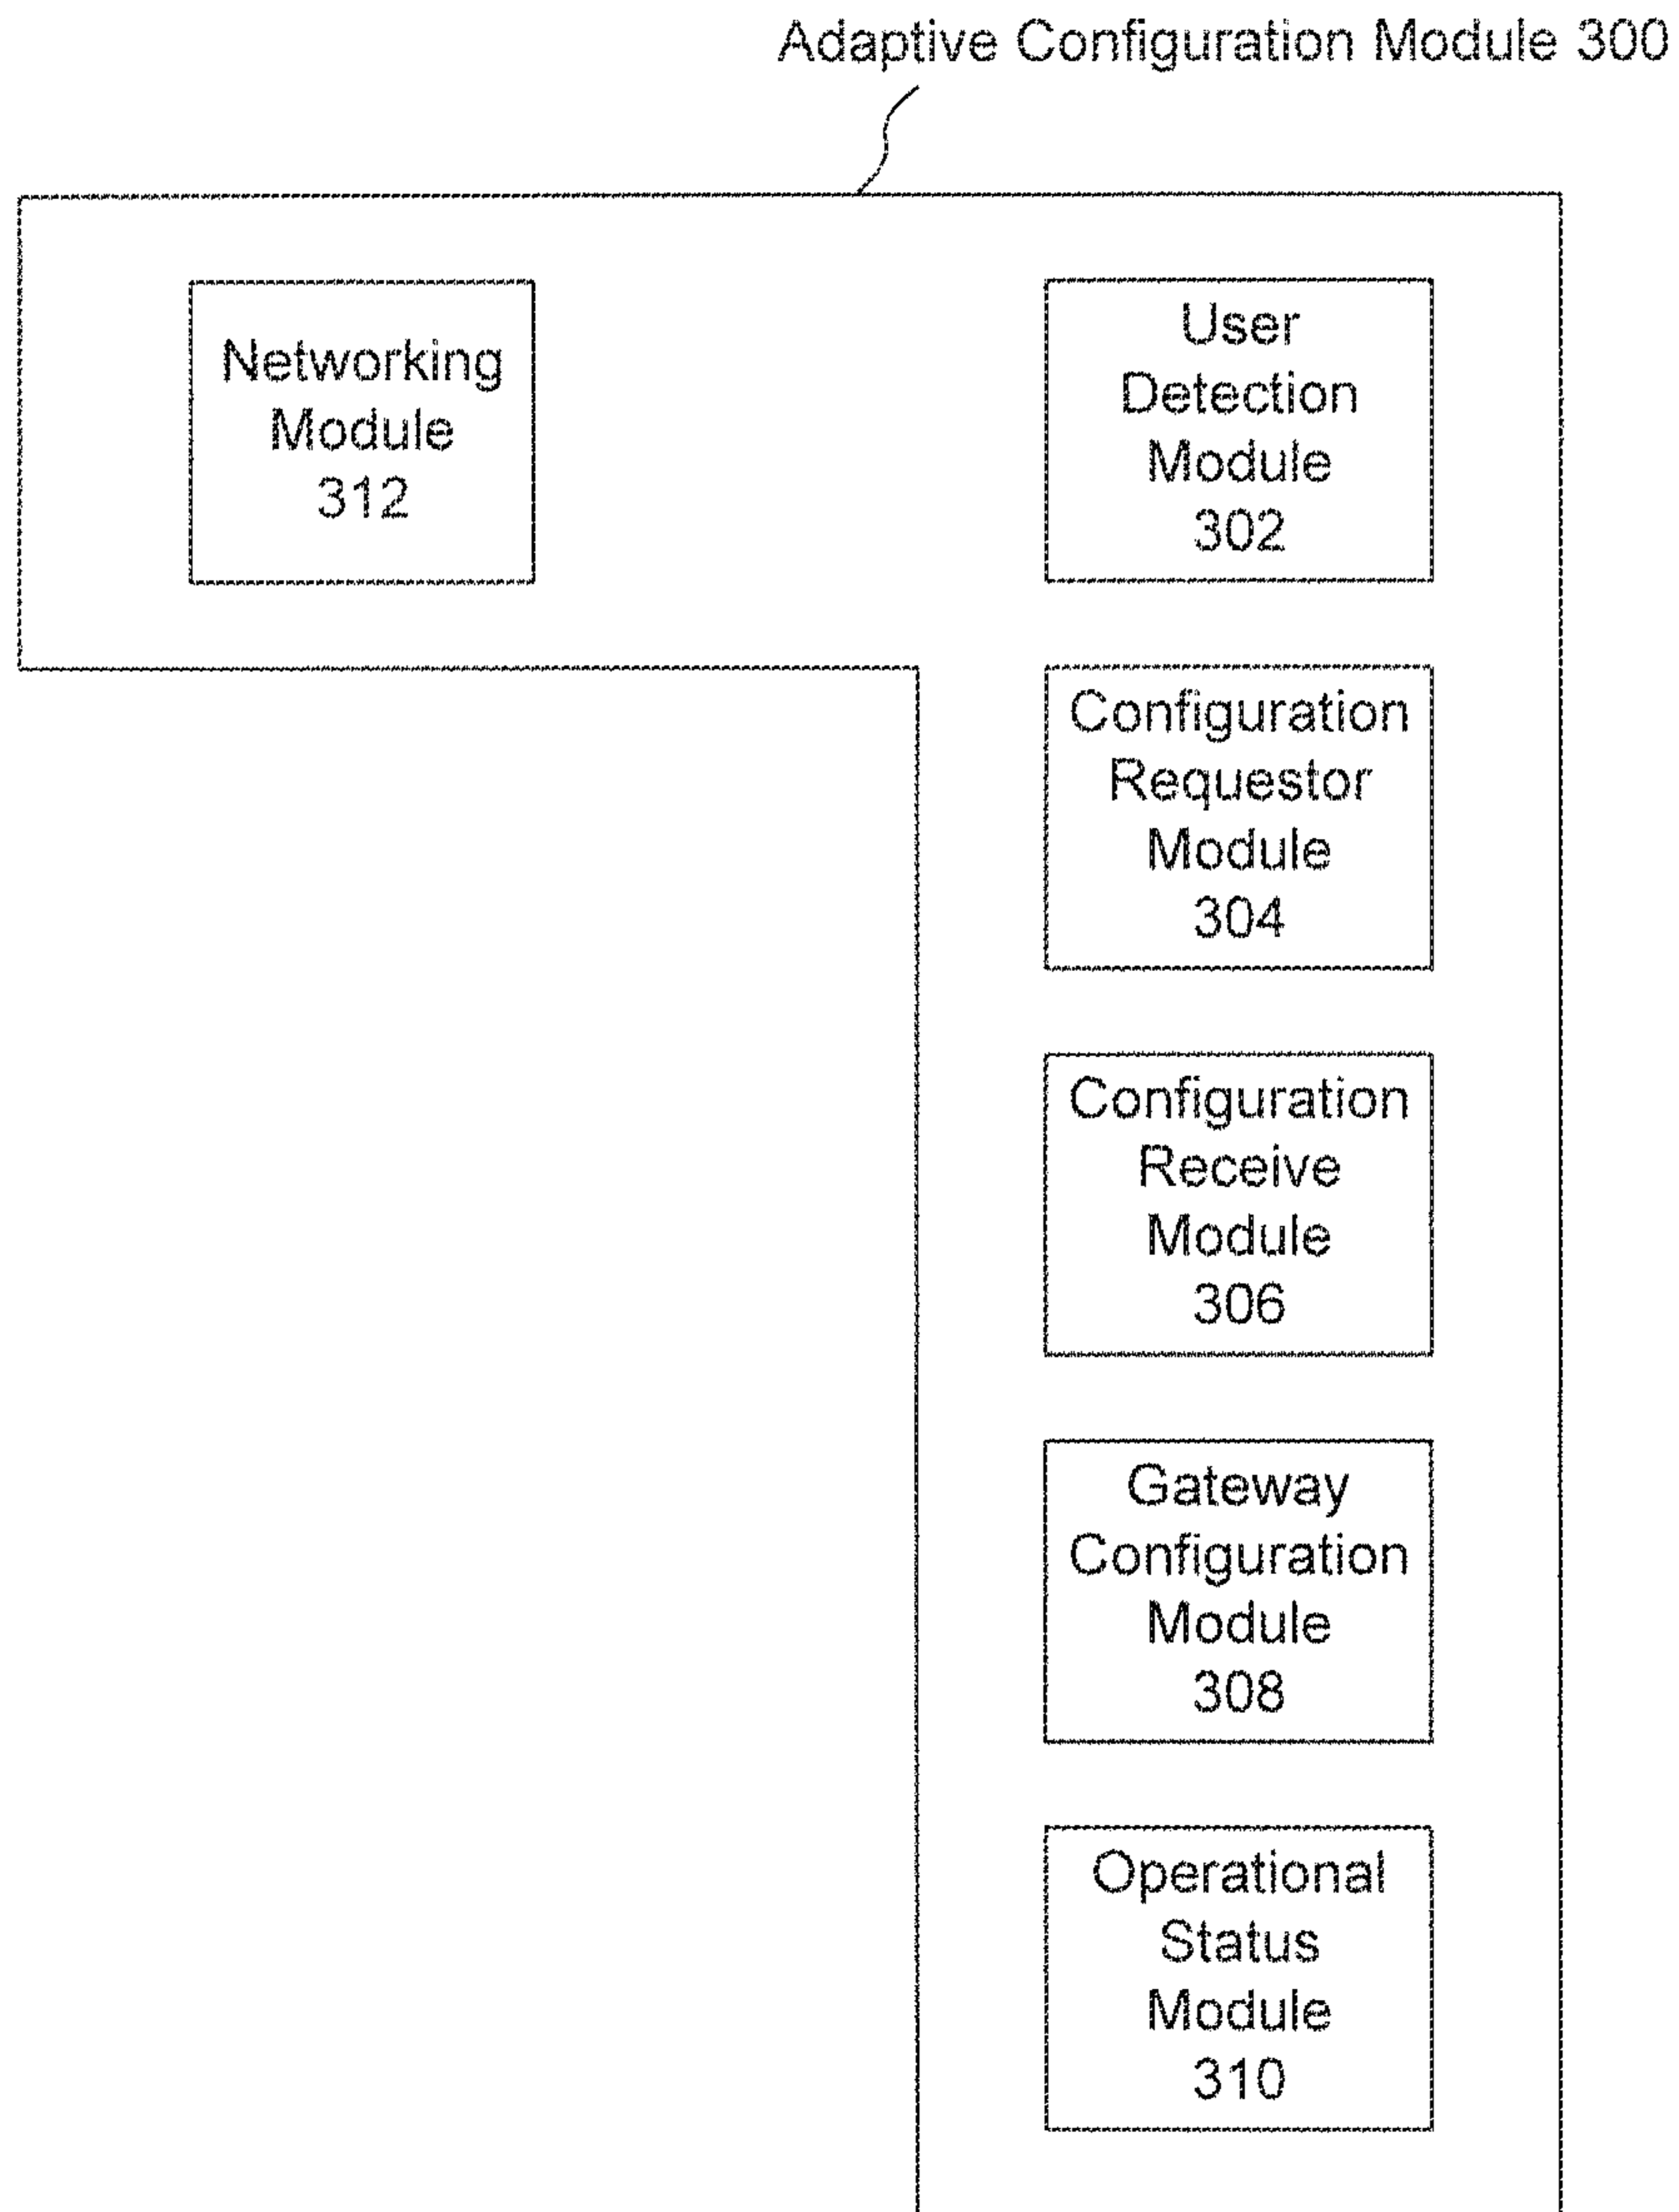 Adaptive Configuration Module 300
Networking
Module
312
User
Detection
Module
302
Configuration
Requestor
Module
304
Configuration
Receive
Module
306
Gateway
Configuration
Module
308
Operational
Status
Module
310